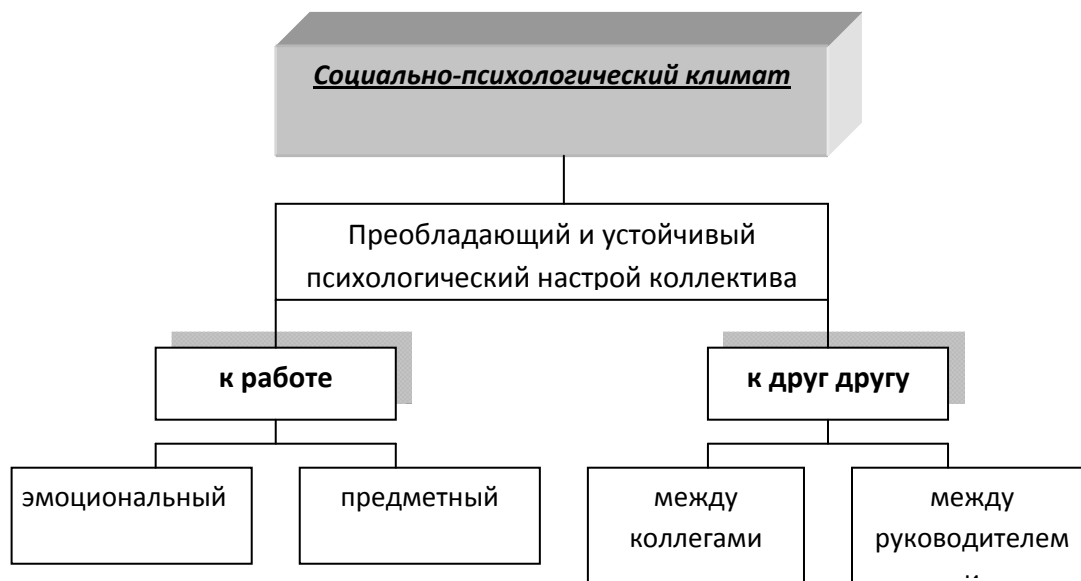 Социально-психологический климат
Преобладающий и устойчивый
психологический настрой коллектива
к работе
к друг другу
эмоциональный
предметный
между
коллегами
между
руководителем